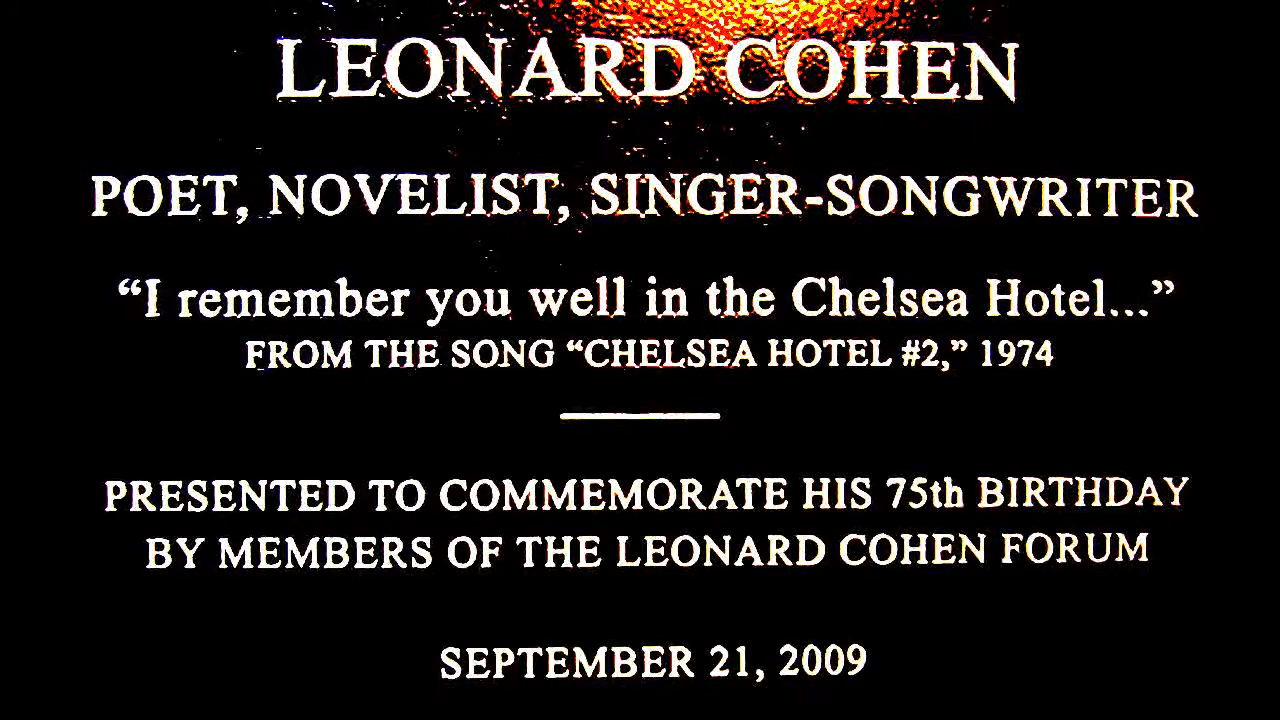 LEONARD COHEN
POET, NOVELIST, SINGER-SONGWRITER
“I remember you well in the Chelsea Hotel...”
FROM THE SONG “CHELSEA HOTEL #2,” 1974
PRESENTED TO COMMEMORATE HIS 75th BIRTHDAY
BY MEMBERS OF THE LEONARD COHEN FORUM
SEPTEMBER 21, 2009